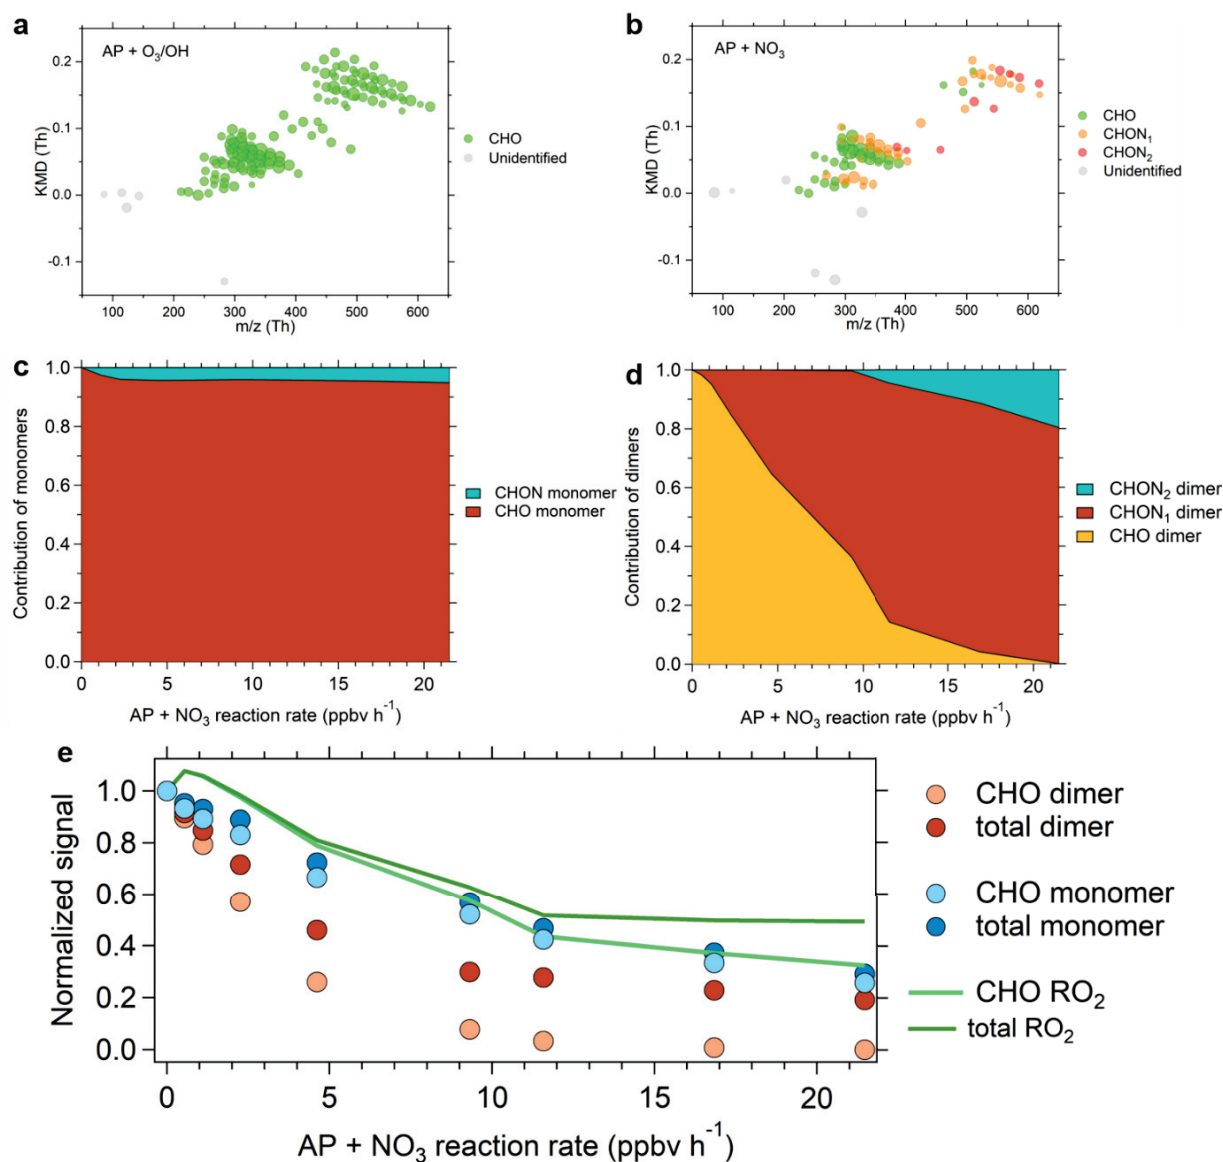 a
AP + O₃/OH
KMD (Th)
0.2
0.1
0.0
-0.1
100 200 300 400 500 600
m/z (Th)
CHO
Unidentified
b
AP + NO₃
KMD (Th)
0.2
0.1
0.0
-0.1
100 200 300 400 500 600
m/z (Th)
CHO
CHON₁
CHON₂
Unidentified
c
Contribution of monomers
1.0
0.8
0.6
0.4
0.2
0.0
0 5 10 15 20
AP + NO₃ reaction rate (ppbv h⁻¹)
CHON monomer
CHO monomer
d
Contribution of dimers
1.0
0.8
0.6
0.4
0.2
0.0
0 5 10 15 20
AP + NO₃ reaction rate (ppbv h⁻¹)
CHON₂ dimer
CHON₁ dimer
CHO dimer
e
Normalized signal
1.0
0.8
0.6
0.4
0.2
0.0
0 5 10 15 20
AP + NO₃ reaction rate (ppbv h⁻¹)
CHO dimer
total dimer
CHO monomer
total monomer
CHO RO₂
total RO₂